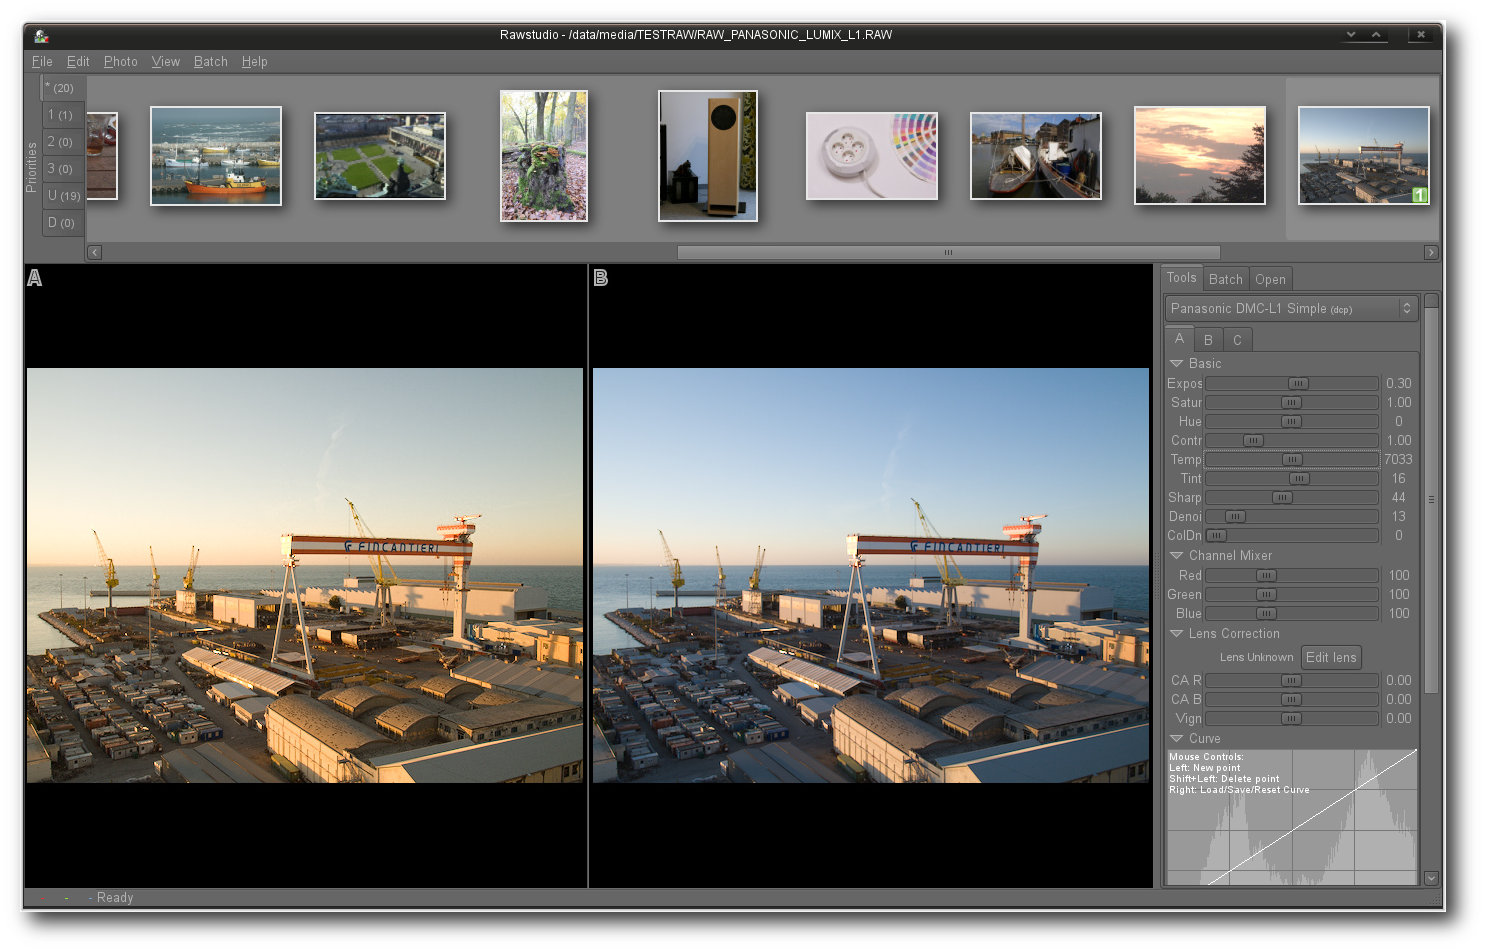 Rawstudio - /data/media/TESTRAW/RAW_PANASONIC_LUMIX_L1.RAW
File Edit Photo View Batch Help
Priorities
* (20)
1 (1)
2 (0)
3 (0)
U (19)
D (0)
1
A
B
FINCANTIERI
FINCANTIERI
Tools Batch Open
Panasonic DMC-L1 Simple (dcp)
A B C
Basic
Expos 0.30
Satur 1.00
Hue 0
Contr 1.00
Temp 7033
Tint 16
Sharp 44
Denoi 13
ColDn 0
Channel Mixer
Red 100
Green 100
Blue 100
Lens Correction
Lens Unknown Edit lens
CA R 0.00
CA B 0.00
Vign 0.00
Curve
Mouse Controls:
Left: New point
Shift+Left: Delete point
Right: Load/Save/Reset Curve
- - - Ready